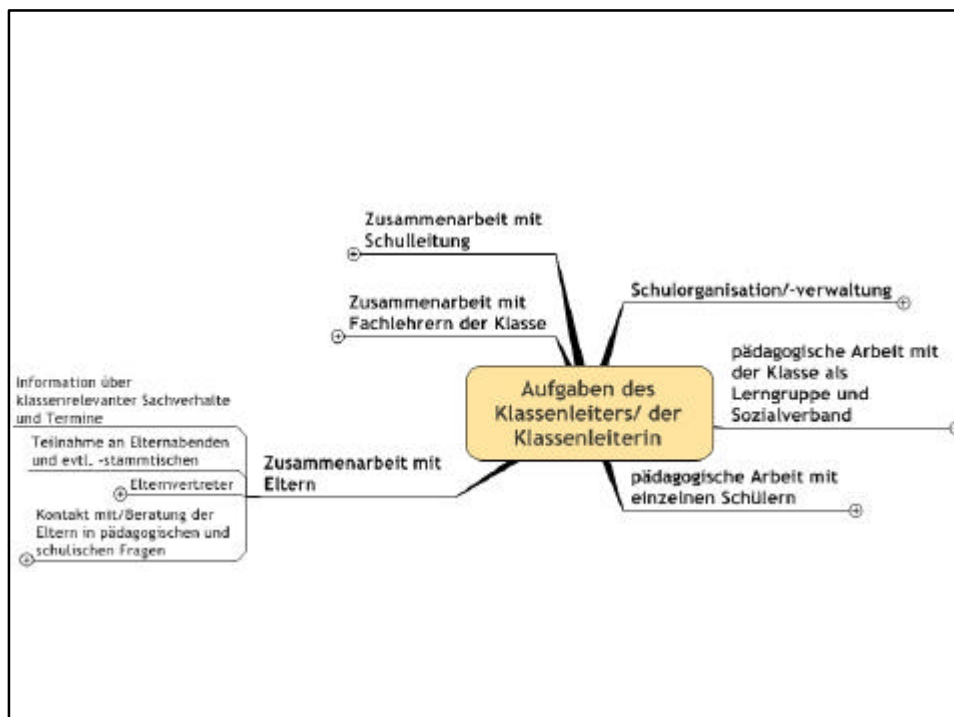 Zusammenarbeit mit
Schulleitung
Zusammenarbeit mit
Fachlehrern der Klasse
Schulorganisation/-verwaltung
pädagogische Arbeit mit
der Klasse als
Lerngruppe und
Sozialverband
Aufgaben des
Klassenleiters/ der
Klassenleiterin
Information über
klassenrelevanter Sachverhalte
und Termine
Teilnahme an Elternabenden
und evtl. -stammtischen
Elternvertreter
Kontakt mit/Beratung der
Eltern in pädagogischen und
schulischen Fragen
Zusammenarbeit mit
Eltern
pädagogische Arbeit mit
einzelnen Schülern